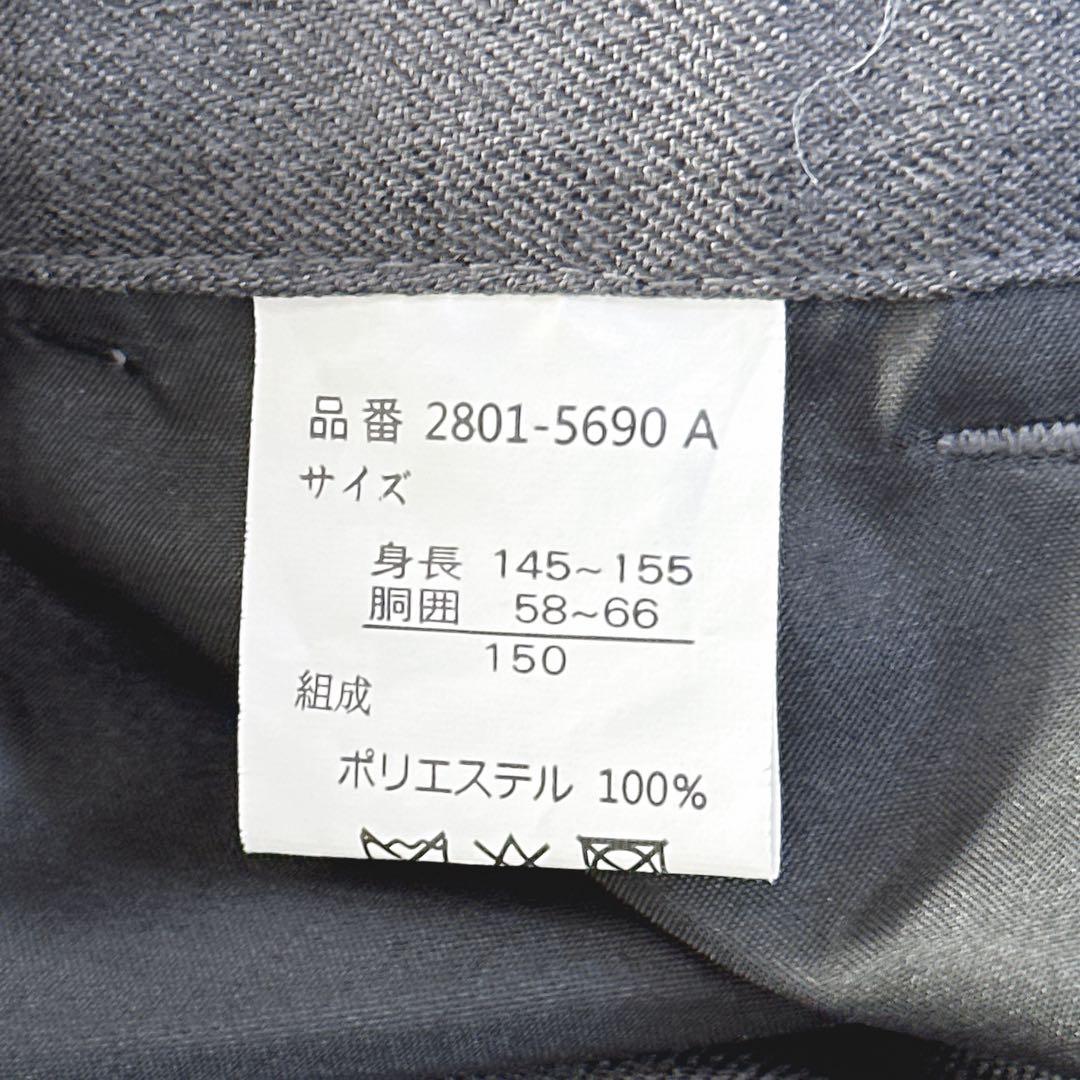 品番 2801-5690 A
サイズ
身長 145~155
胴囲 58~66
150
組成
ポリエステル 100%